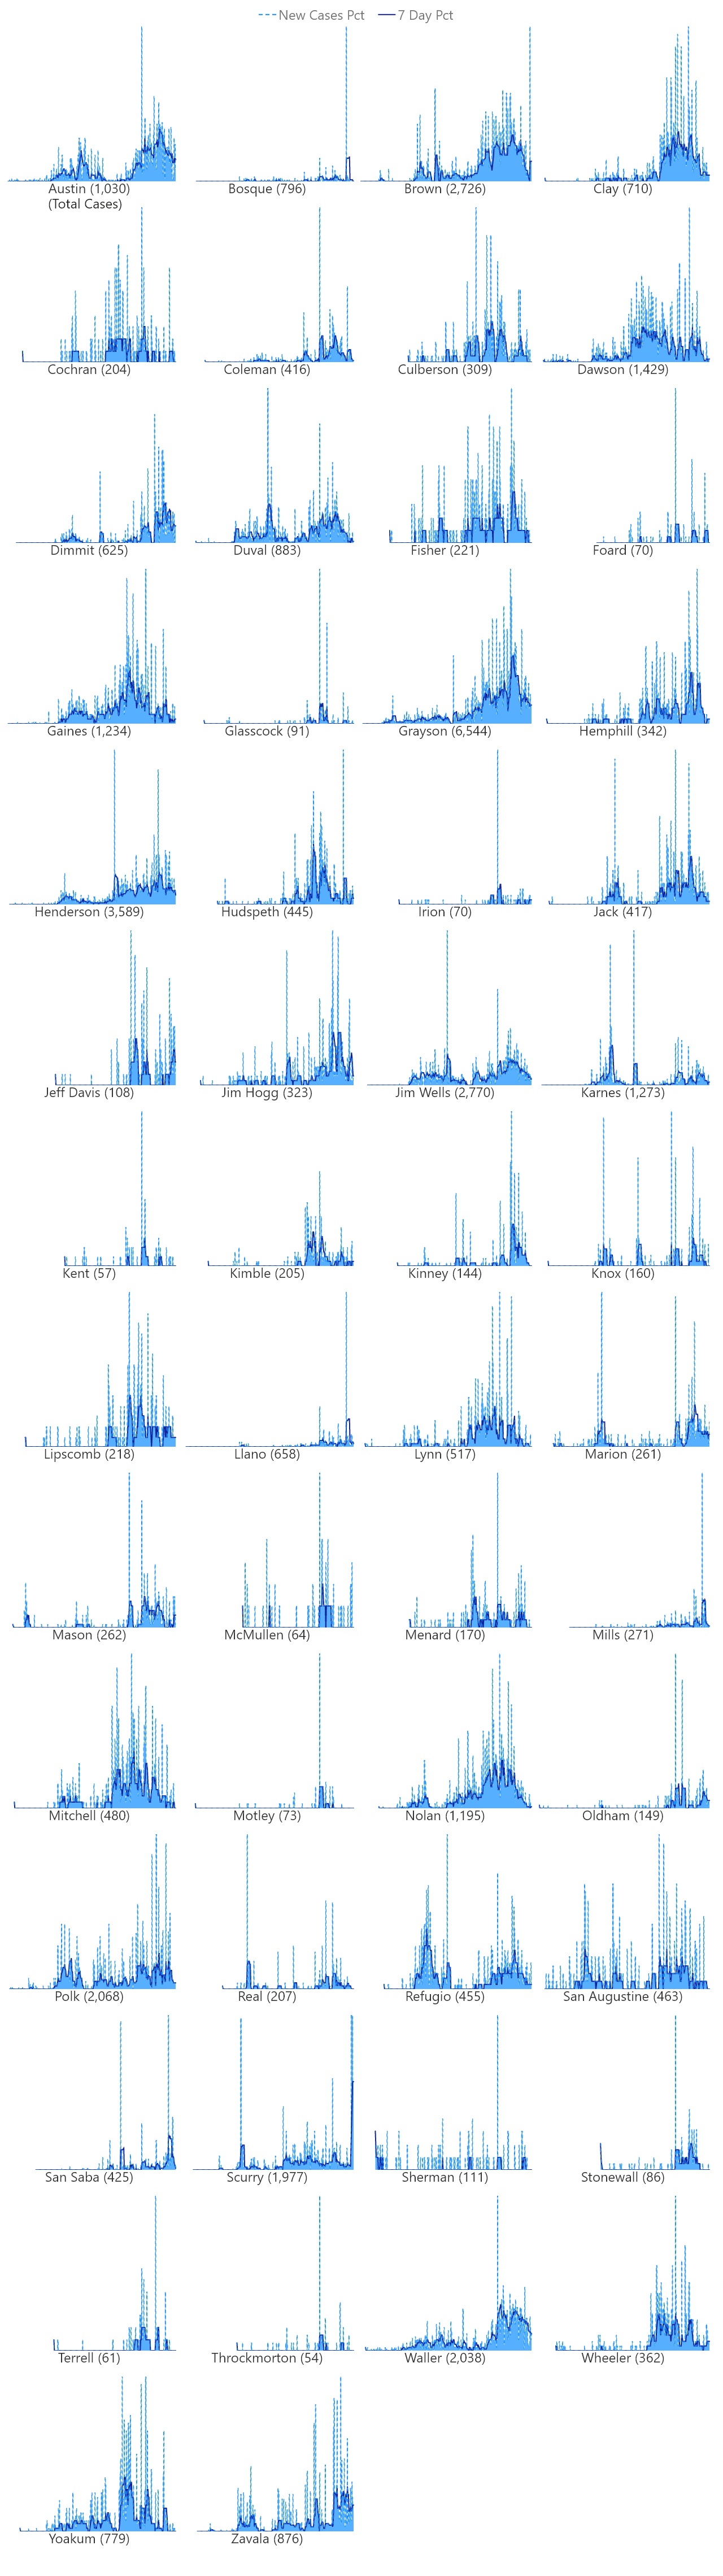 New Cases Pct 7 Day Pct
Austin (1,030) Bosque (796) Brown (2,726) Clay (710)
(Total Cases)
Cochran (204) Coleman (416) Culberson (309) Dawson (1,429)
Dimmit (625) Duval (883) Fisher (221) Foard (70)
Gaines (1,234) Glasscock (91) Grayson (6,544) Hemphill (342)
Henderson (3,589) Hudspeth (445) Irion (70) Jack (417)
Jeff Davis (108) Jim Hogg (323) Jim Wells (2,770) Karnes (1,273)
Kent (57) Kimble (205) Kinney (144) Knox (160)
Lipscomb (218) Llano (658) Lynn (517) Marion (261)
Mason (262) McMullen (64) Menard (170) Mills (271)
Mitchell (480) Motley (73) Nolan (1,195) Oldham (149)
Polk (2,068) Real (207) Refugio (455) San Augustine (463)
San Saba (425) Scurry (1,977) Sherman (111) Stonewall (86)
Terrell (61) Throckmorton (54) Waller (2,038) Wheeler (362)
Yoakum (779) Zavala (876)